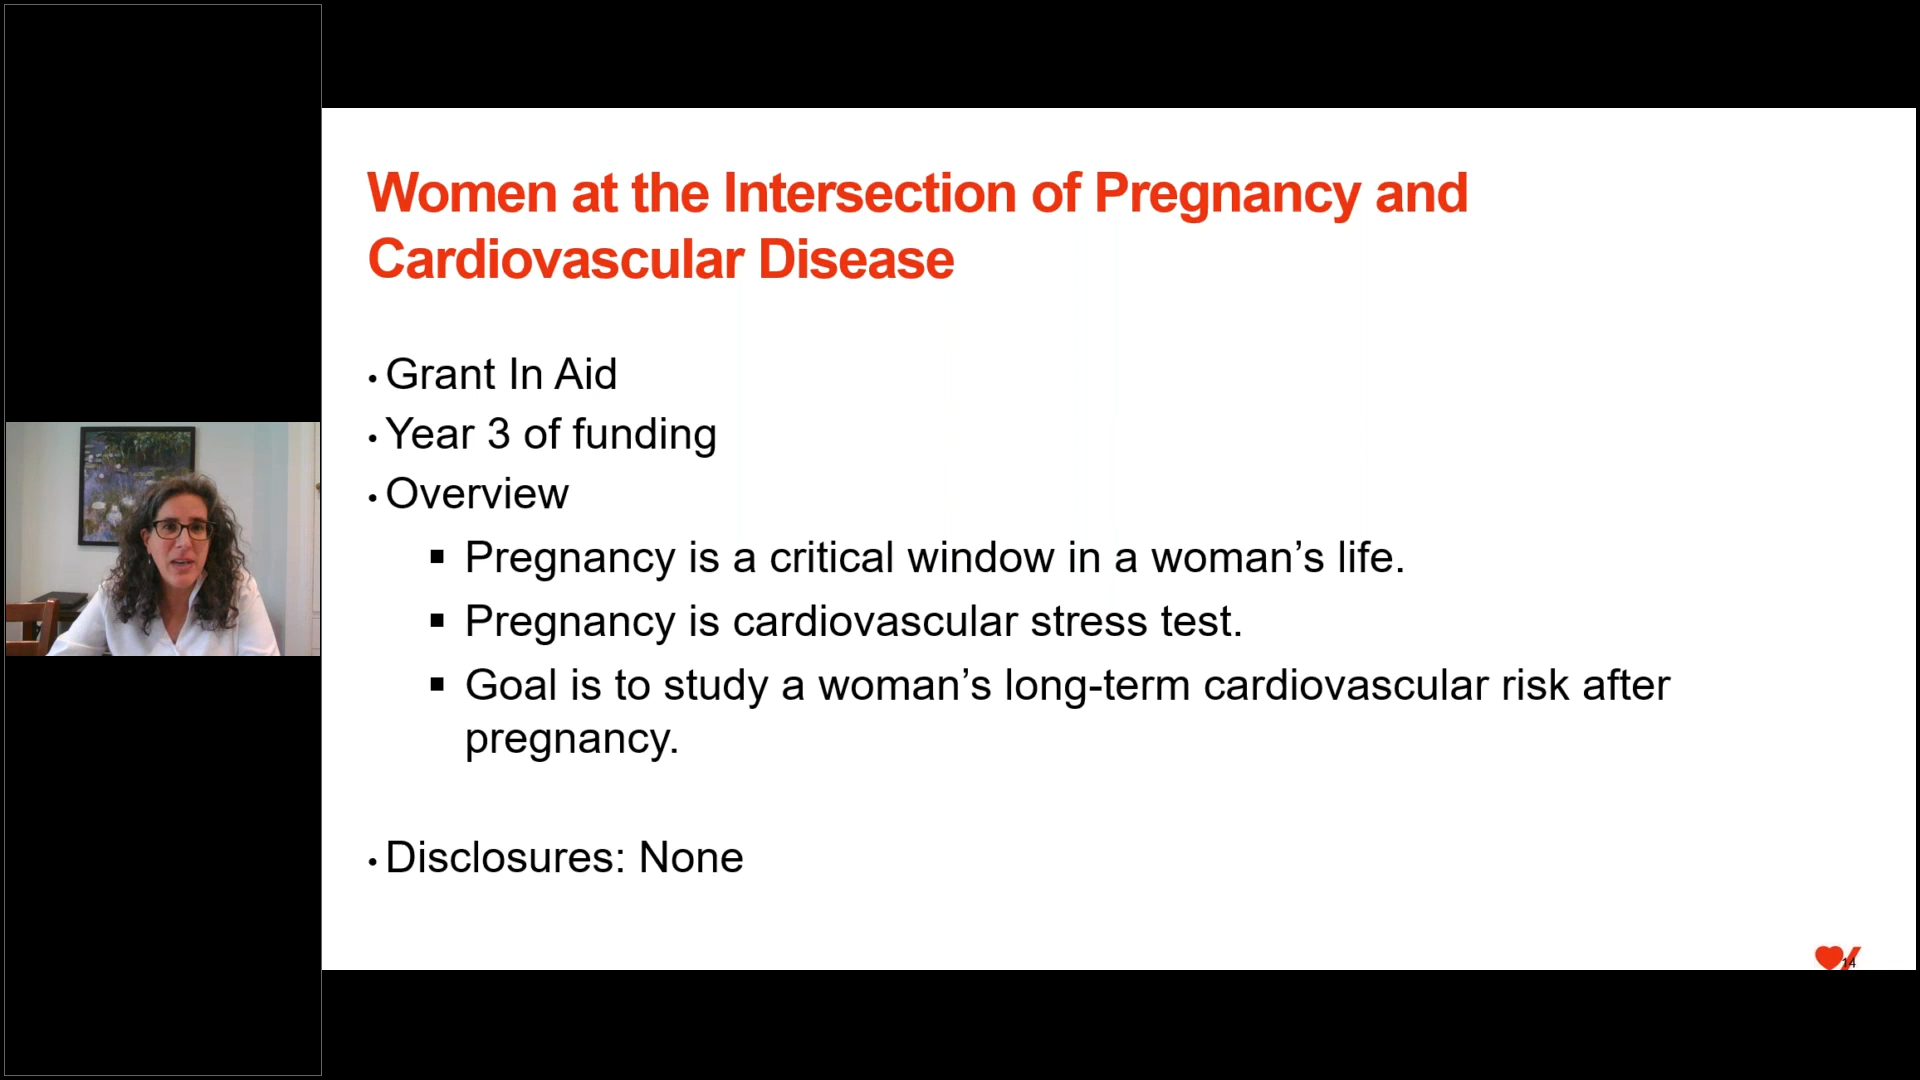 Women at the Intersection of Pregnancy and
Cardiovascular Disease
• Grant In Aid
• Year 3 of funding
• Overview
▪ Pregnancy is a critical window in a woman’s life.
▪ Pregnancy is cardiovascular stress test.
▪ Goal is to study a woman’s long-term cardiovascular risk after
pregnancy.
• Disclosures: None
14